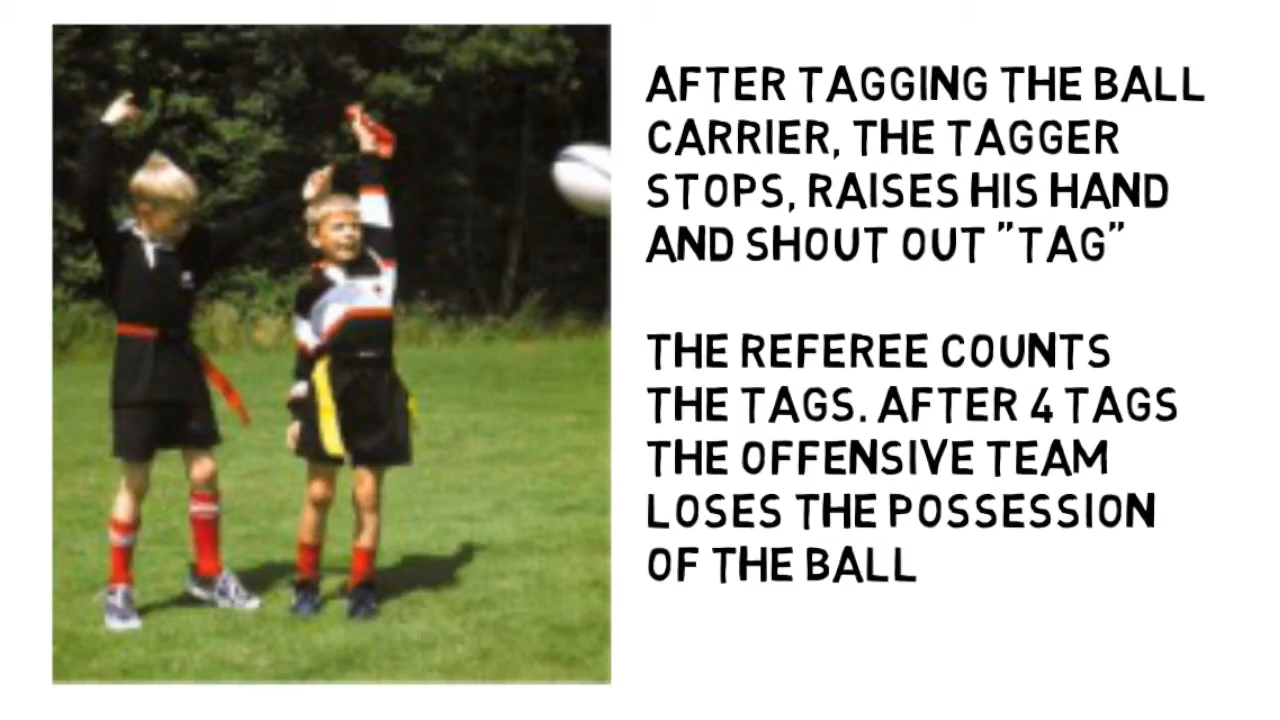 AFTER TAGGING THE BALL
CARRIER, THE TAGGER
STOPS, RAISES HIS HAND
AND SHOUT OUT "TAG"
THE REFEREE COUNTS
THE TAGS. AFTER 4 TAGS
THE OFFENSIVE TEAM
LOSES THE POSSESSION
OF THE BALL